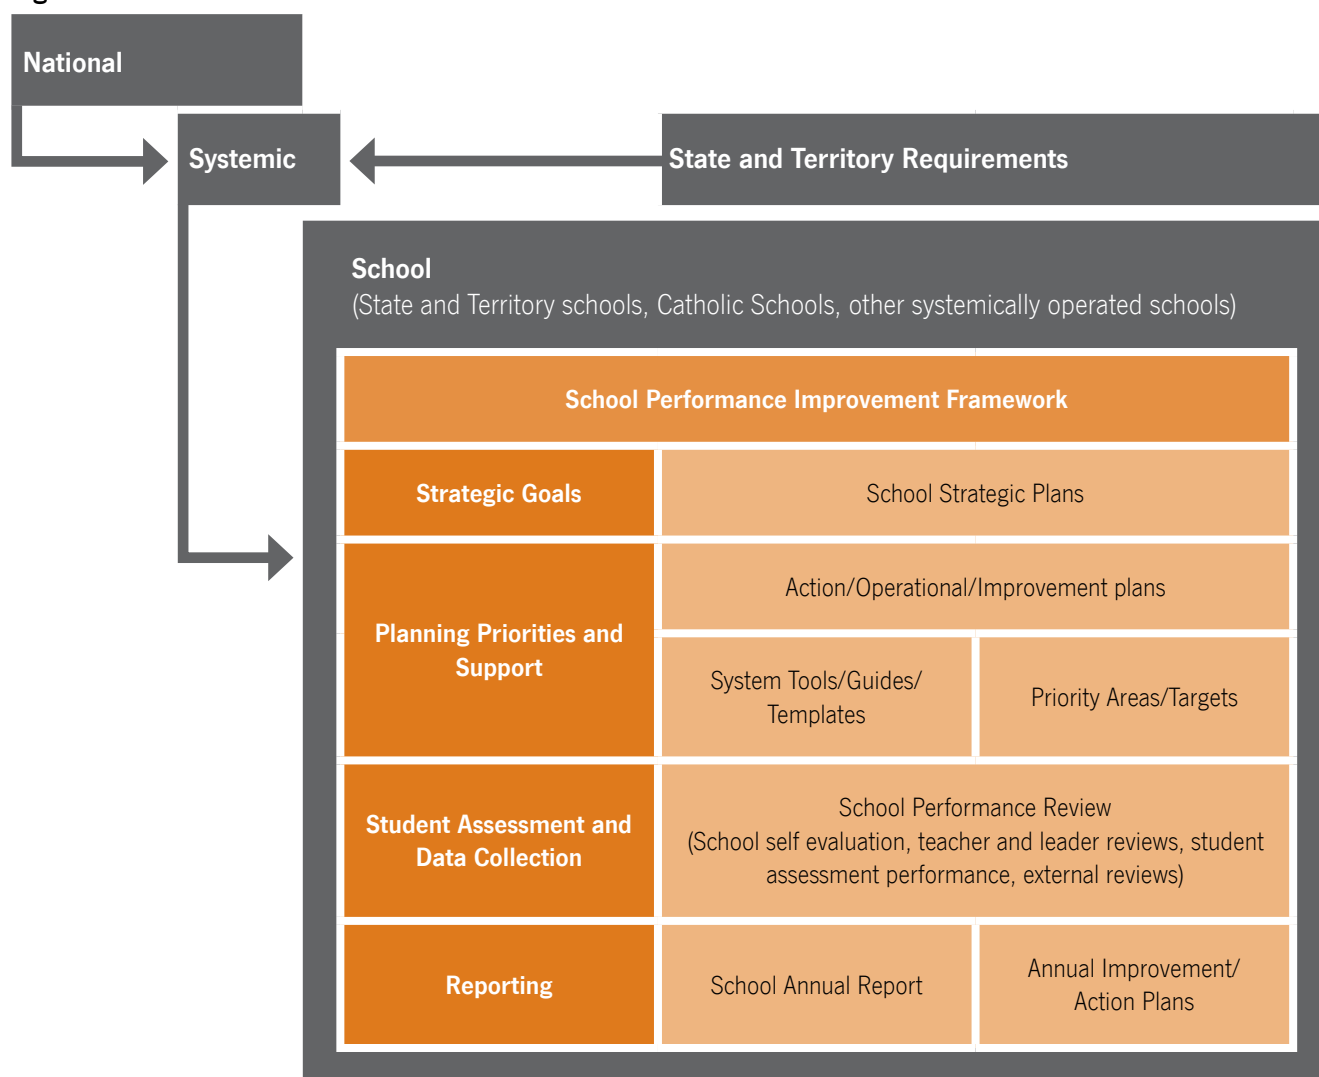 National
Systemic
State and Territory Requirements
School
(State and Territory schools, Catholic Schools, other systemically operated schools)
School Performance Improvement Framework
Strategic Goals
School Strategic Plans
Planning Priorities and
Support
Action/Operational/Improvement plans
System Tools/Guides/
Templates
Priority Areas/Targets
Student Assessment and
Data Collection
School Performance Review
(School self evaluation, teacher and leader reviews, student
assessment performance, external reviews)
Reporting
School Annual Report
Annual Improvement/
Action Plans